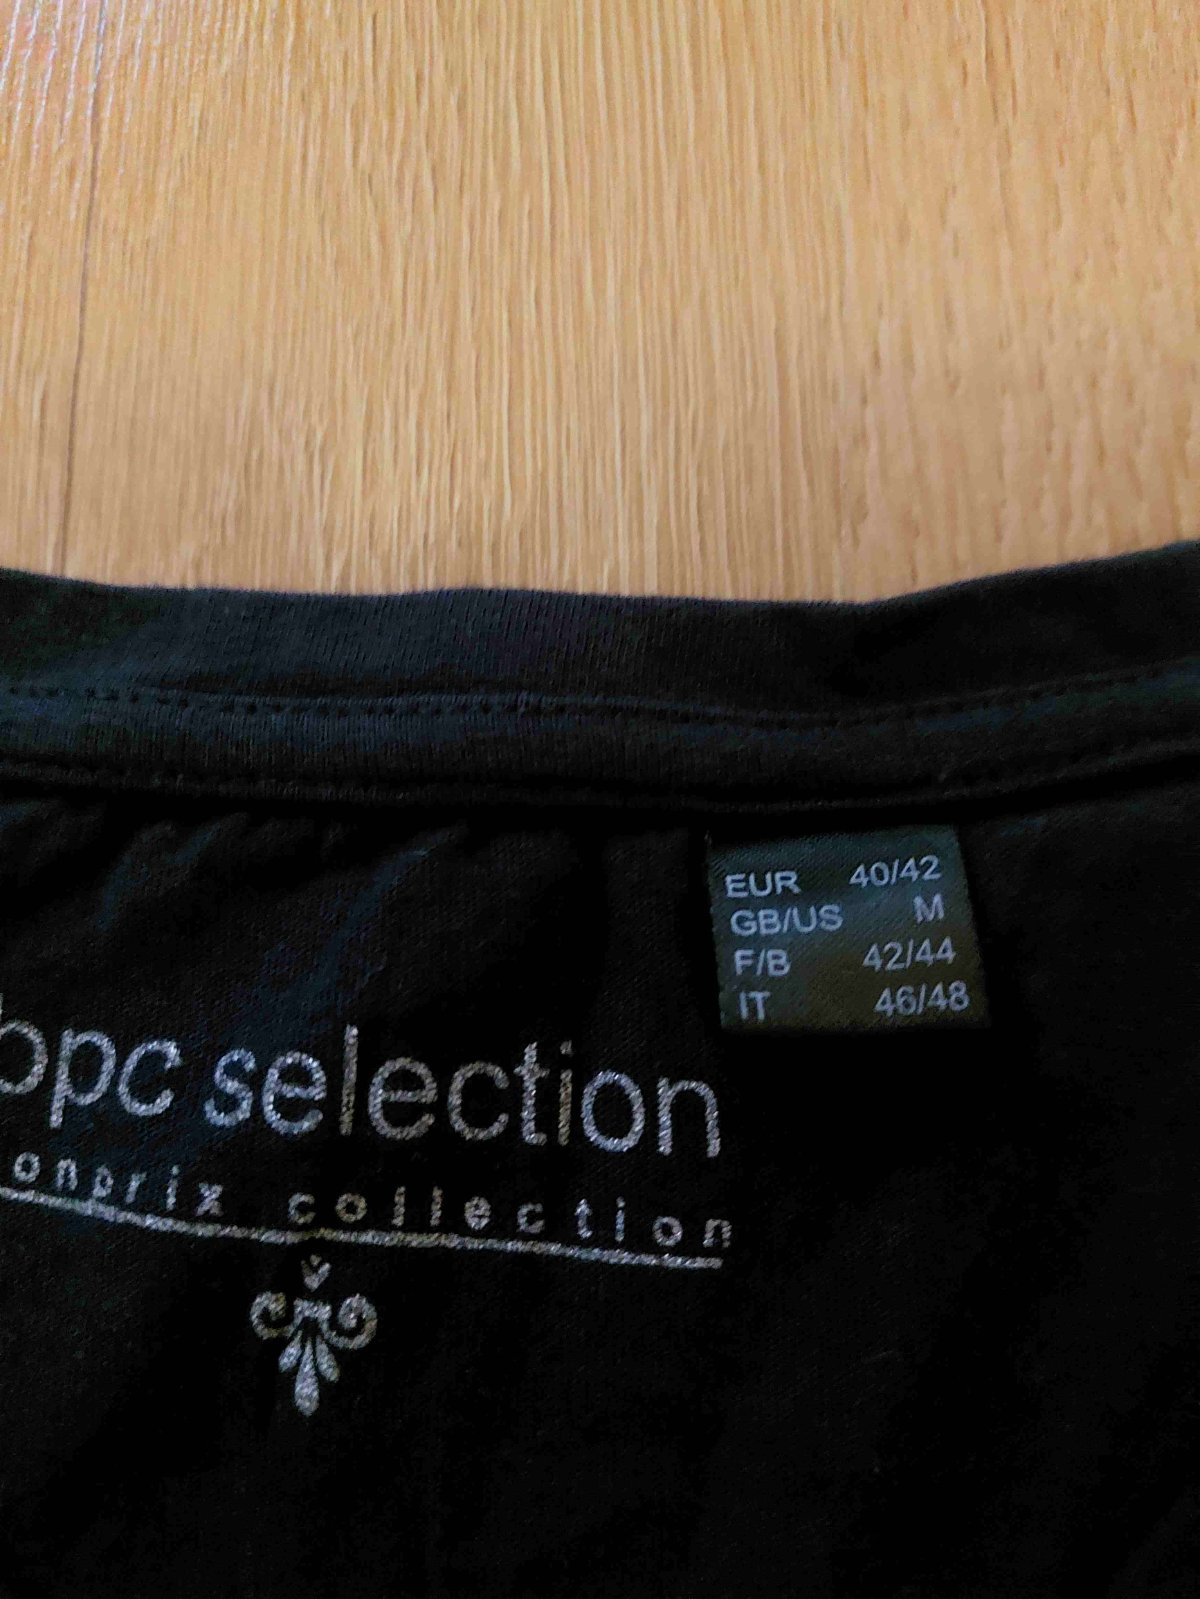 EUR 40/42
GB/US M
F/B 42/44
IT 46/48
bpc selection
onprix collection